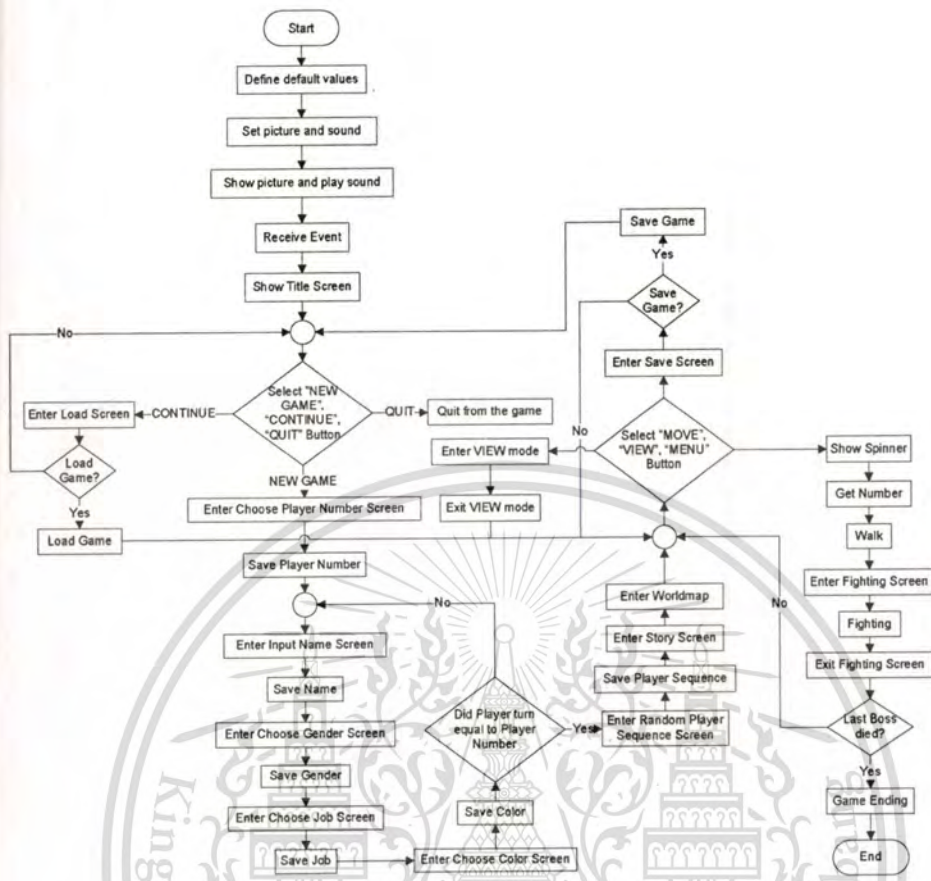 Start
Define default values
Set picture and sound
Show picture and play sound
Receive Event
Show Title Screen
No
Select "NEW
GAME",
"CONTINUE",
"QUIT" Button
CONTINUE
Enter Load Screen
Load
Game?
Yes
Load Game
QUIT
Quit from the game
NEW GAME
Enter Choose Player Number Screen
Save Player Number
Enter Input Name Screen
Save Name
Enter Choose Gender Screen
Save Gender
Enter Choose Job Screen
Save Job
Enter Choose Color Screen
Save Color
Did Player turn
equal to Player
Number
No
Yes
Enter Random Player
Sequence Screen
Save Player Sequence
Enter Story Screen
Enter Worldmap
Select "MOVE",
"VIEW", "MENU"
Button
Enter VIEW mode
Exit VIEW mode
Enter Save Screen
Save
Game?
No
Yes
Save Game
Show Spinner
Get Number
Walk
Enter Fighting Screen
Fighting
Exit Fighting Screen
Last Boss
died?
No
Yes
Game Ending
End
King